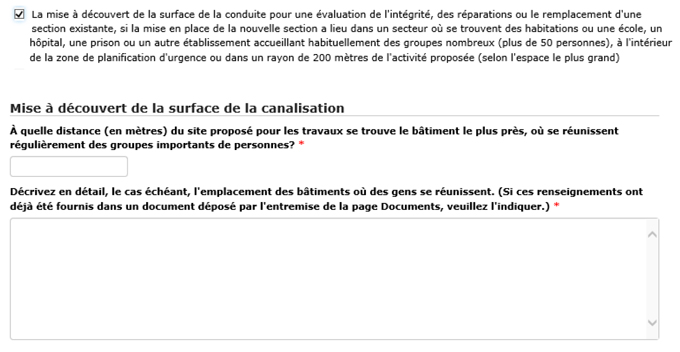 La mise à découvert de la surface de la conduite pour une évaluation de l'intégrité, des réparations ou le remplacement d'une
section existante, si la mise en place de la nouvelle section a lieu dans un secteur où se trouvent des habitations ou une école, un
hôpital, une prison ou un autre établissement accueillant habituellement des groupes nombreux (plus de 50 personnes), à l'intérieur
de la zone de planification d'urgence ou dans un rayon de 200 mètres de l'activité proposée (selon l'espace le plus grand)
Mise à découvert de la surface de la canalisation
À quelle distance (en mètres) du site proposé pour les travaux se trouve le bâtiment le plus près, où se réunissent
régulièrement des groupes importants de personnes? *
Décrivez en détail, le cas échéant, l'emplacement des bâtiments où des gens se réunissent. (Si ces renseignements ont
déjà été fournis dans un document déposé par l'entremise de la page Documents, veuillez l'indiquer.) *